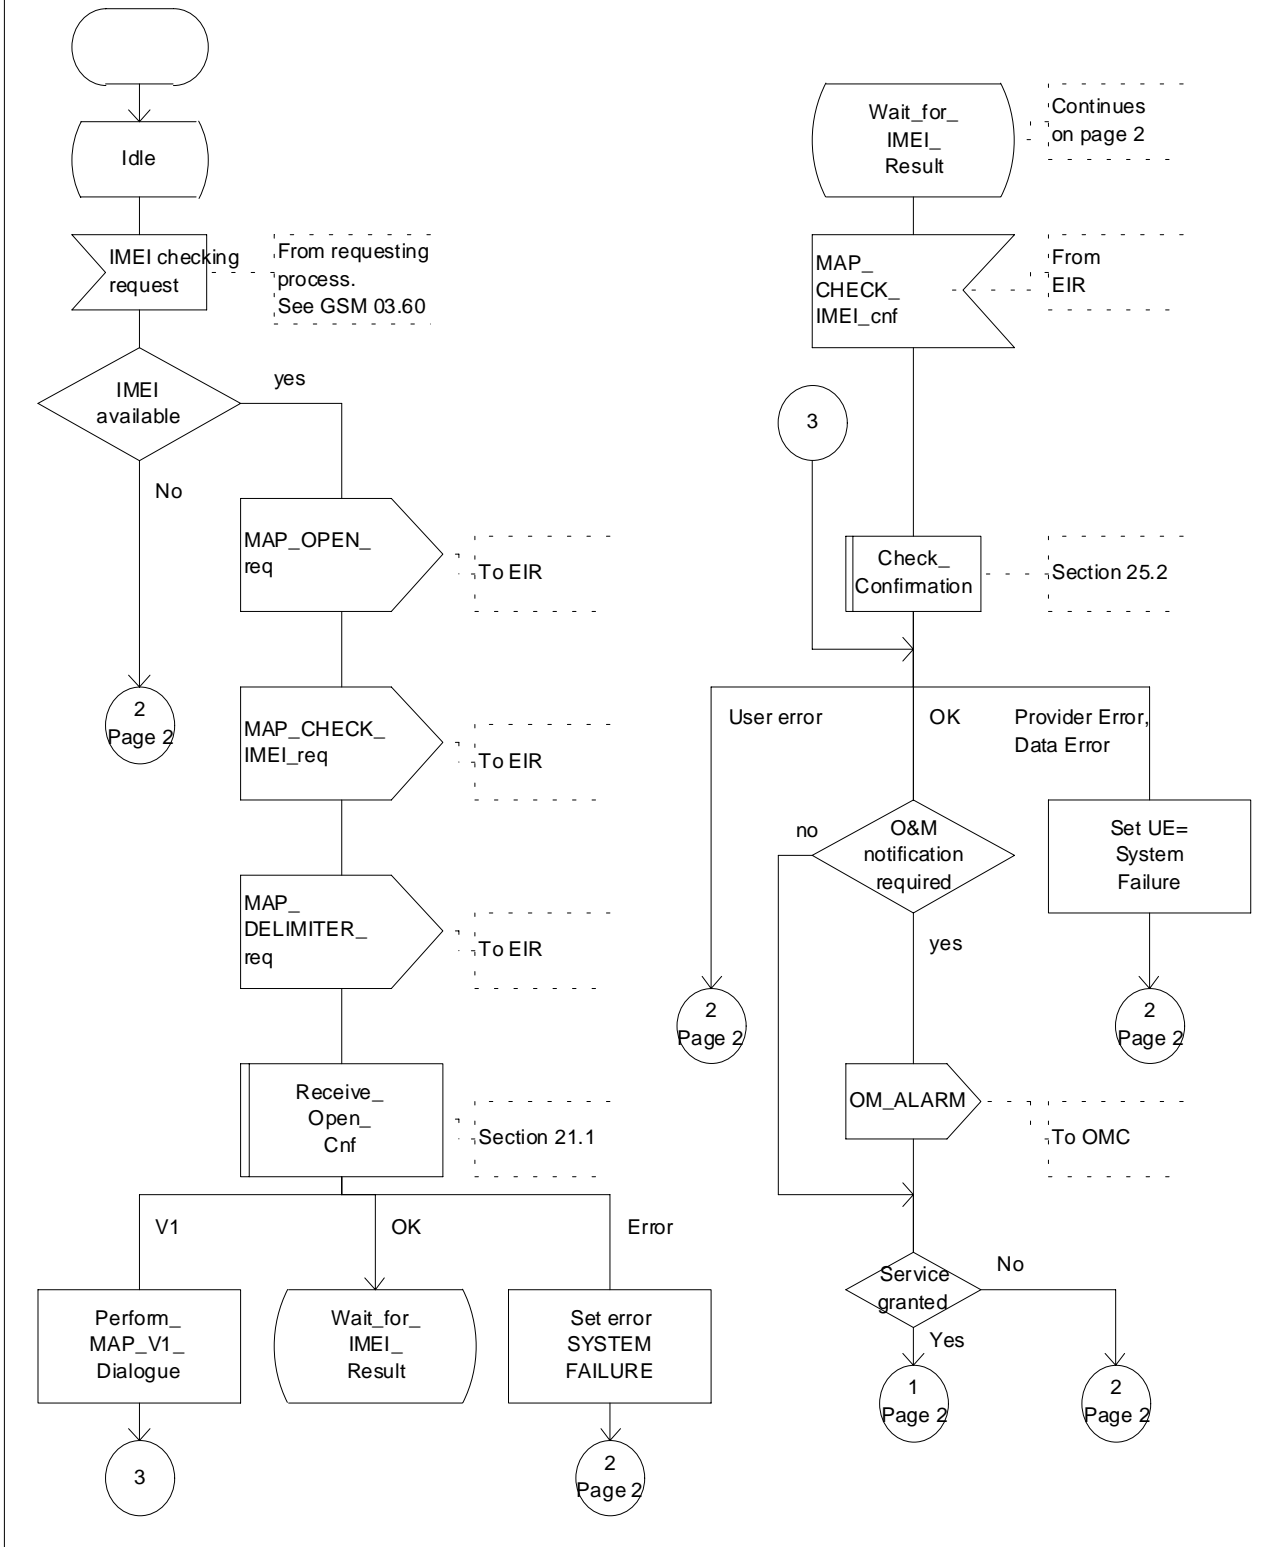 Idle
IMEI checking
request
From requesting
process.
See GSM 03.60
IMEI
available
yes
No
MAP_OPEN_
req
To EIR
2
Page 2
MAP_CHECK_
IMEI_req
To EIR
MAP_
DELIMITER_
req
To EIR
Receive_
Open_
Cnf
Section 21.1
V1
OK
Error
Perform_
MAP_V1_
Dialogue
Wait_for_
IMEI_
Result
Set error
SYSTEM
FAILURE
3
2
Page 2
Wait_for_
IMEI_
Result
Continues
on page 2
MAP_
CHECK_
IMEI_cnf
From
EIR
3
Check_
Confirmation
Section 25.2
User error
OK
Provider Error,
Data Error
no
O&M
notification
required
Set UE=
System
Failure
yes
2
Page 2
2
Page 2
OM_ALARM
To OMC
Service
granted
No
Yes
1
Page 2
2
Page 2